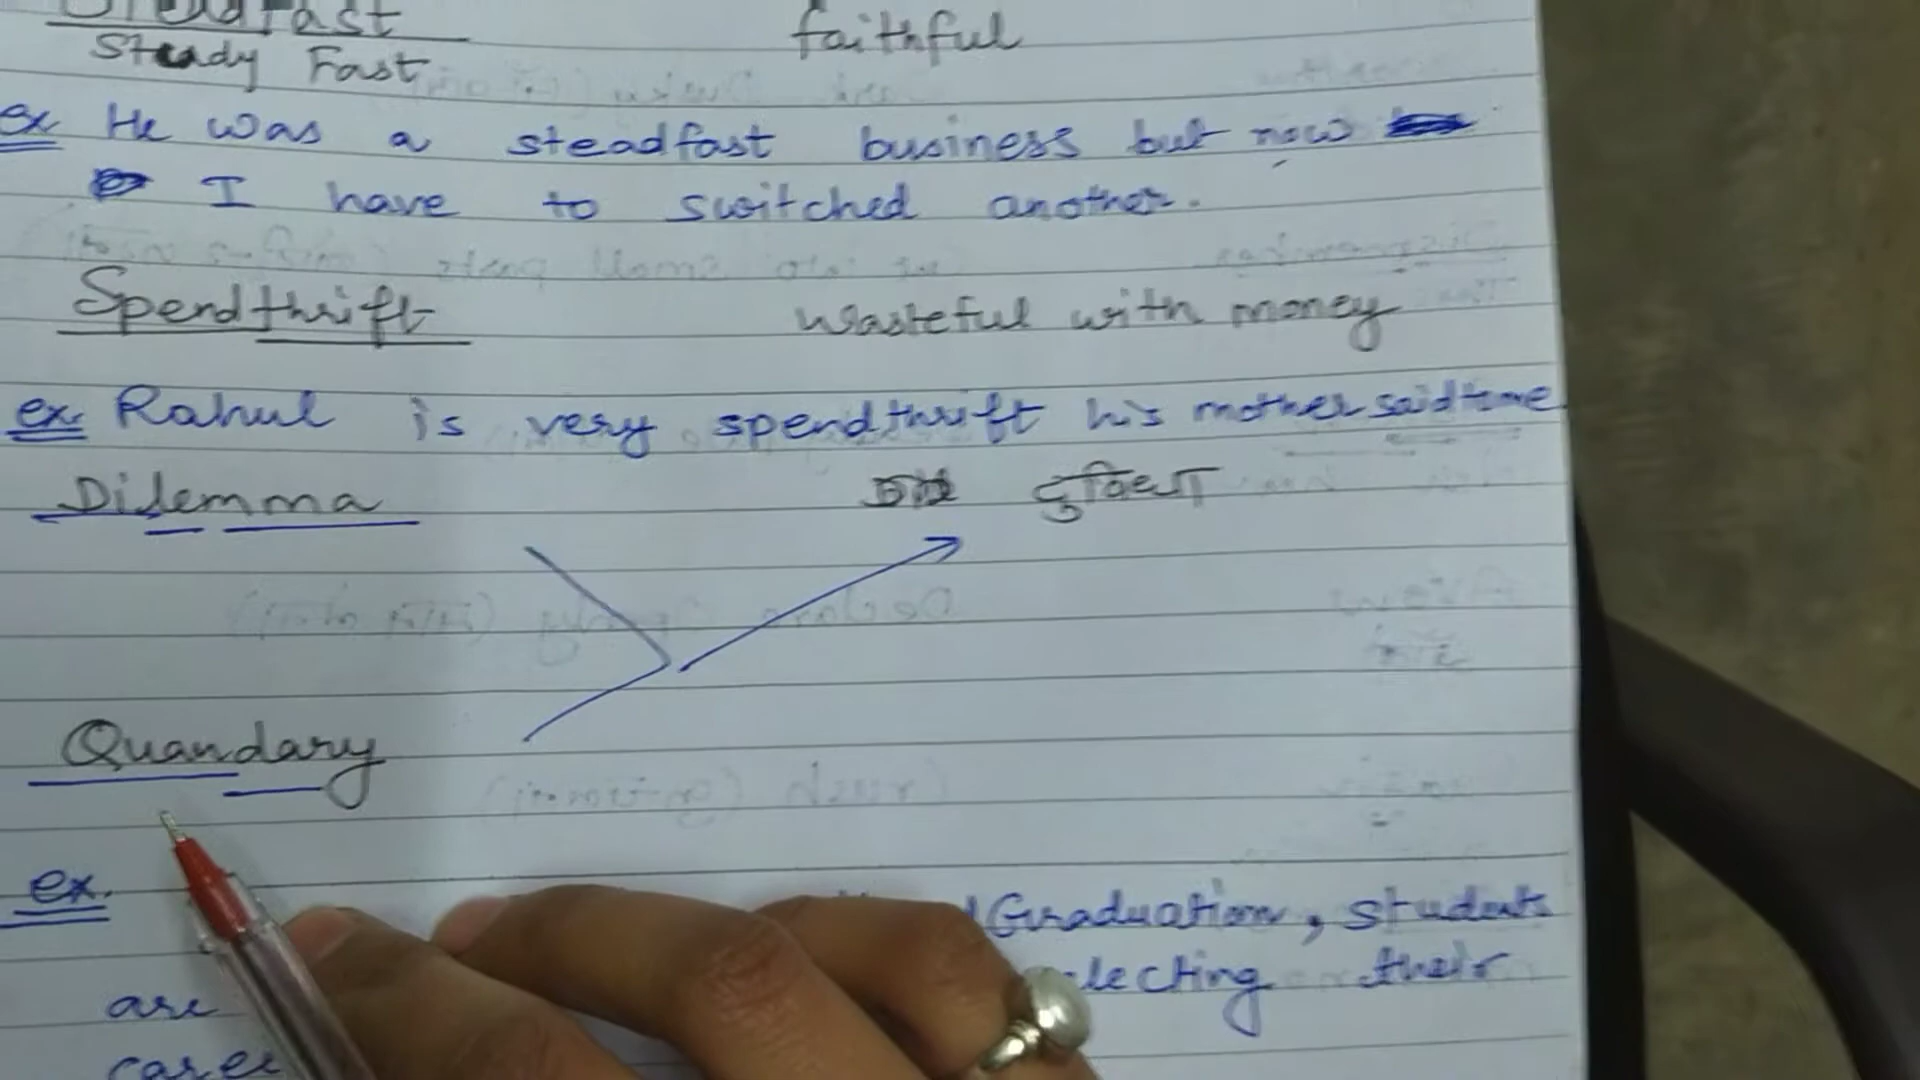 Steadfast faithful
Steady Fast
ex He was a steadfast business but now
I have to switched another.
Spendthrift wasteful with money
ex. Rahul is very spendthrift his mother said to me
Dilemma दुविधा
Quandary
ex. Graduation, students
are their